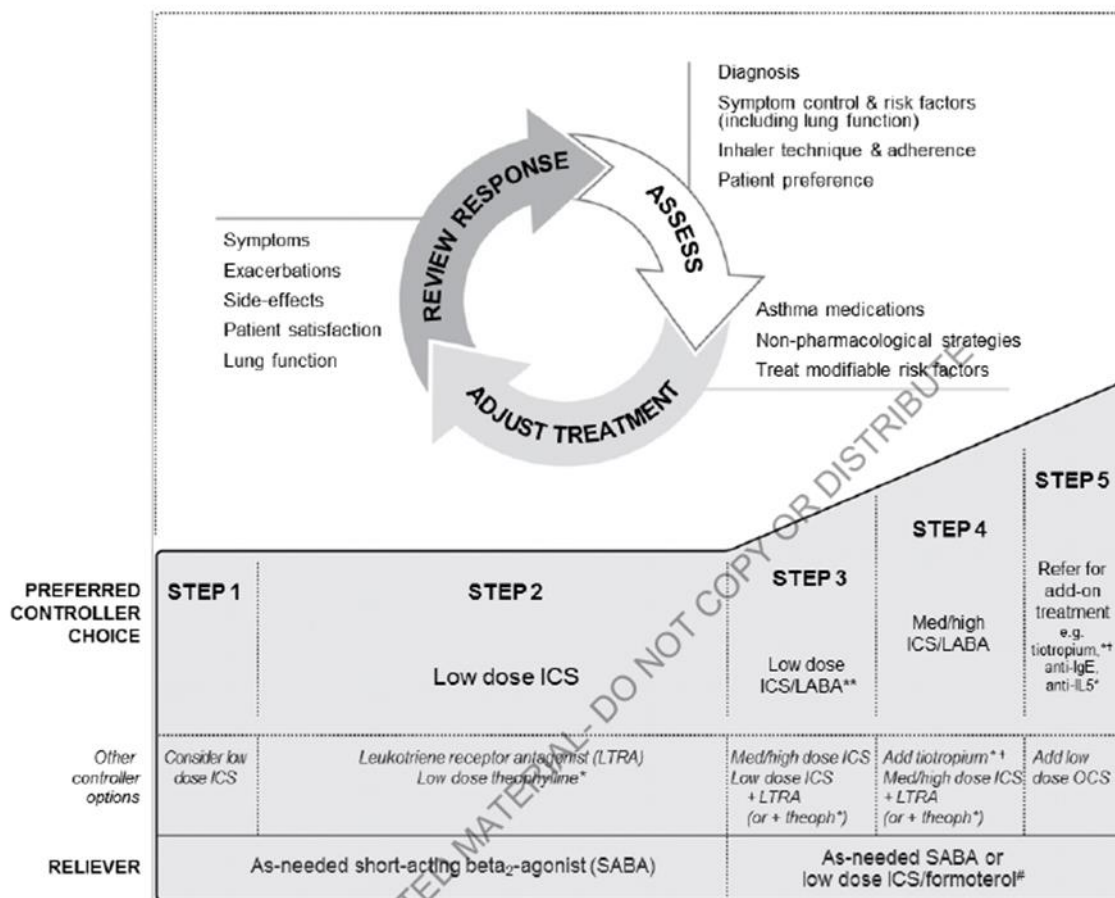 Diagnosis
Symptom control & risk factors
(including lung function)
Inhaler technique & adherence
Patient preference
REVIEW RESPONSE
ASSESS
ADJUST TREATMENT
Symptoms
Exacerbations
Side-effects
Patient satisfaction
Lung function
Asthma medications
Non-pharmacological strategies
Treat modifiable risk factors
PREFERRED
CONTROLLER
CHOICE
STEP 1
STEP 2
Low dose ICS
STEP 3
Low dose
ICS/LABA**
STEP 4
Med/high
ICS/LABA
STEP 5
Refer for
add-on
treatment
e.g.
tiotropium,*†
anti-IgE,
anti-IL5*
Other
controller
options
Consider low
dose ICS
Leukotriene receptor antagonist (LTRA)
Low dose theophylline*
Med/high dose ICS
Low dose ICS
+ LTRA
(or + theoph*)
Add tiotropium*†
Med/high dose ICS
+ LTRA
(or + theoph*)
Add low
dose OCS
RELIEVER
As-needed short-acting beta₂-agonist (SABA)
As-needed SABA or
low dose ICS/formoterol#
MATERIAL- DO NOT COPY OR DISTRIBUTE